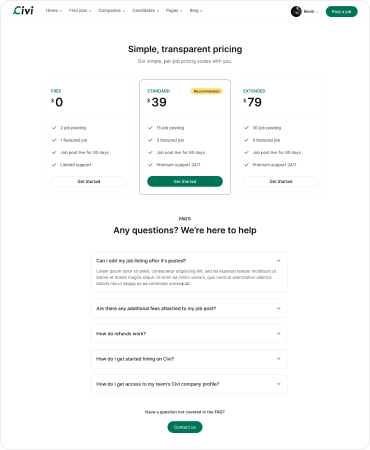 Civi
Home
Find jobs
Companies
Candidates
Pages
Blog
Kevin
Post a job
Simple, transparent pricing
Our simple, per-job pricing scales with you.
FREE
$0
2 job posting
1 featured job
Job post live for 30 days
Limited support
Get Started
STANDARD
Recommended
$39
15 job posting
3 featured job
Job post live for 60 days
Premium support 24/7
Get Started
EXTENDED
$79
30 job posting
featured job
Job post live for 90 days
Premium support 24/7
Get Started
FAQ'S
Any questions? We're here to help
Can I edit my job listing after it's posted?
Lorem ipsum dolor sit amet, consectetur adipiscing elit, sed do eiusmod tempor incididunt ut
labore et dolore magna aliqua. Ut enim ad minim veniam, quis nostrud exercitation ullamco
laboris nisi ut aliquip ex ea commodo consequat.
Are there any additional fees attached to my job post?
How do refunds work?
How do I get started hiring on Civi?
How do I get access to my team's Civi company profile?
Have a question not covered in the FAQ?
Contact us